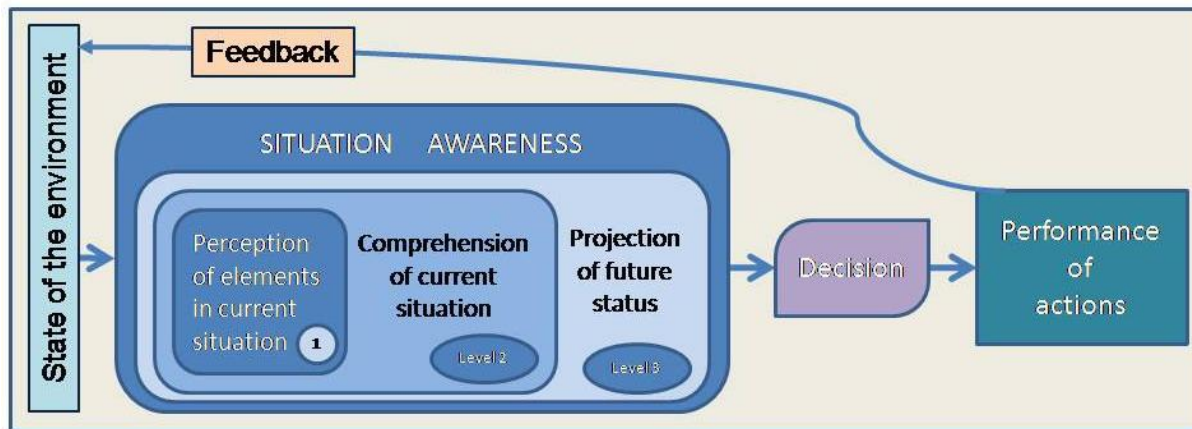 State of the environment
Feedback
SITUATION AWARENESS
Perception
of elements
in current
situation
1
Comprehension
of current
situation
Level 2
Projection
of future
status
Level 3
Decision
Performance
of
actions